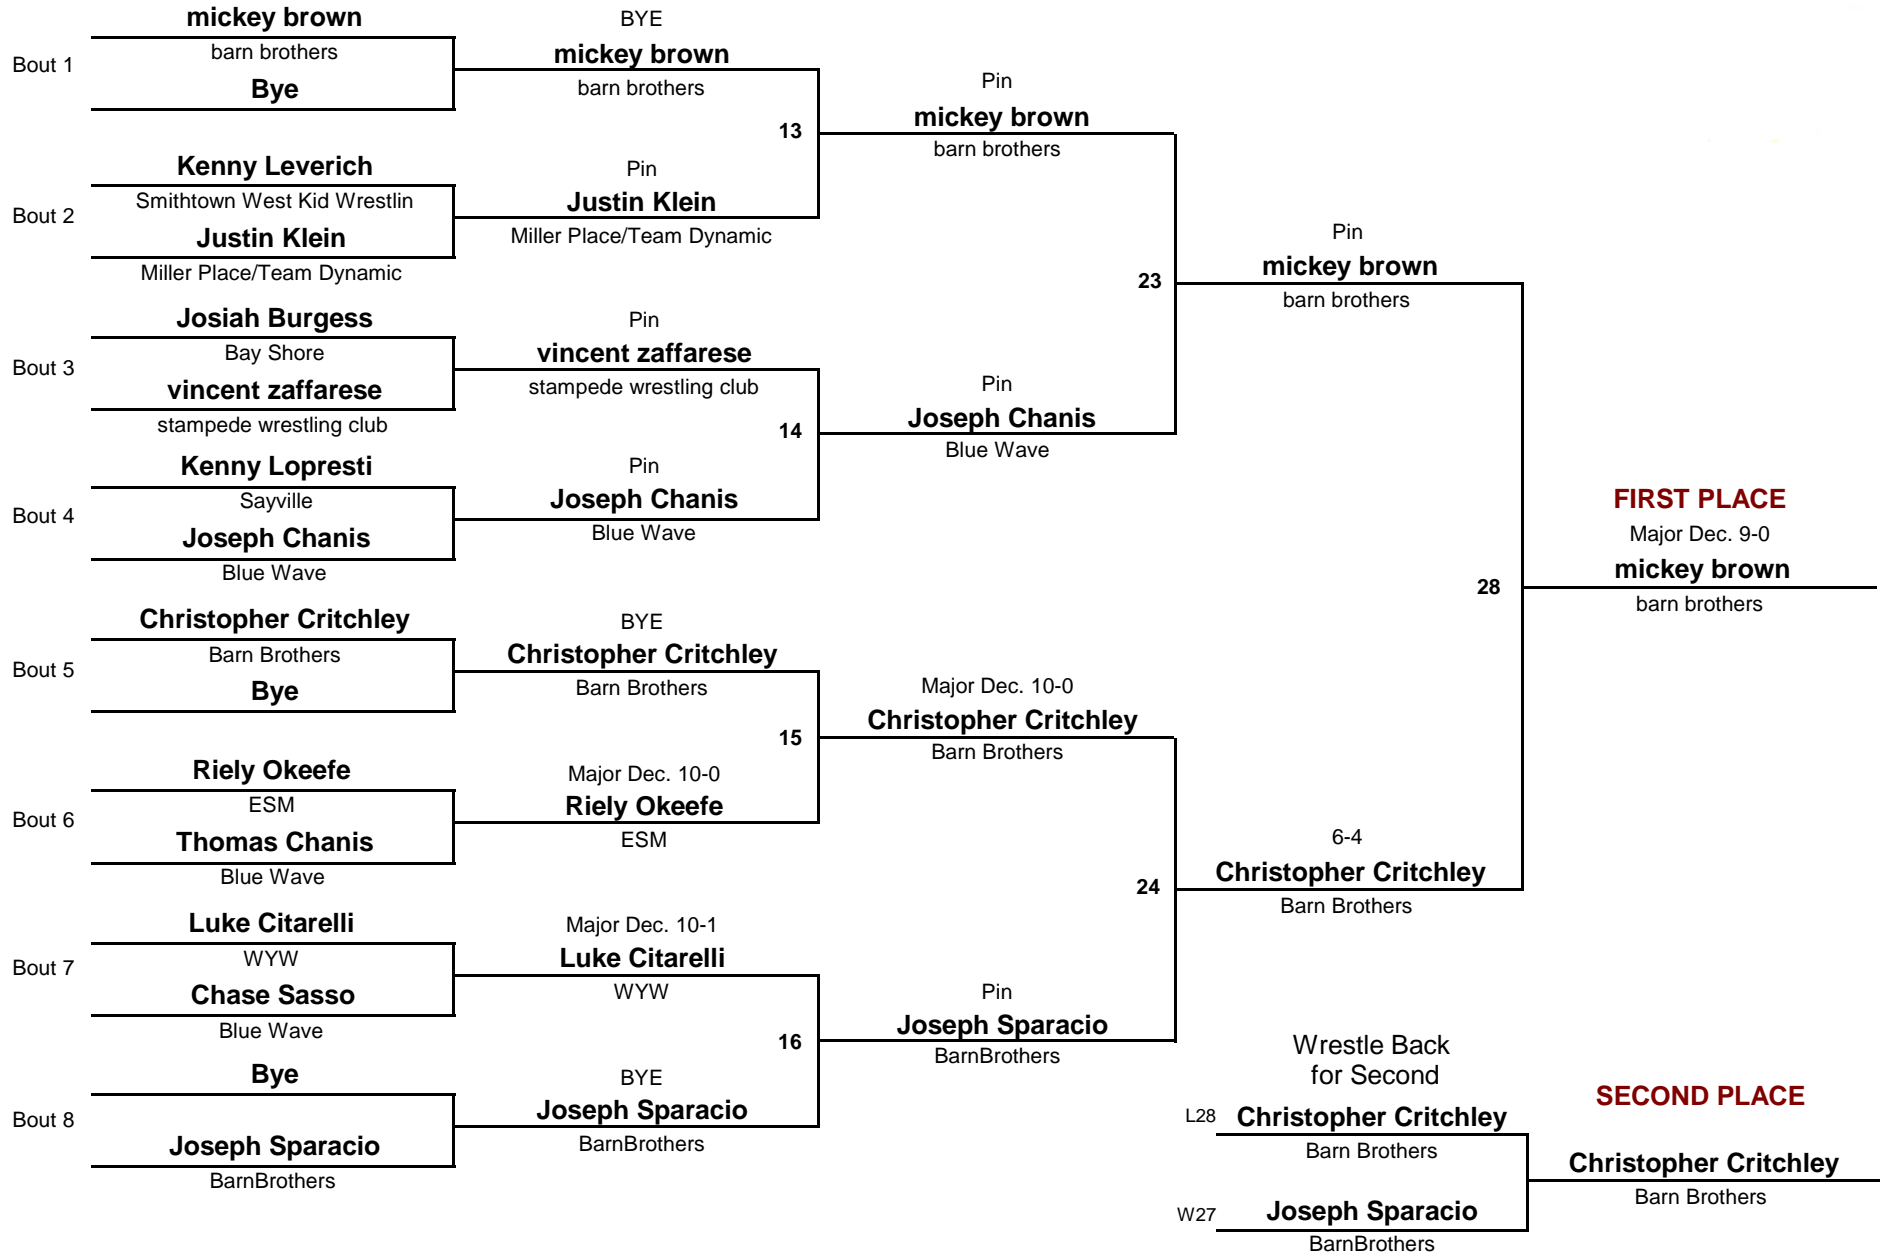 mickey brown
Bout 1
barn brothers
Bye
Kenny Leverich
Bout 2
Smithtown West Kid Wrestlin
Justin Klein
Miller Place/Team Dynamic
Josiah Burgess
Bout 3
Bay Shore
vincent zaffarese
stampede wrestling club
Kenny Lopresti
Bout 4
Sayville
Joseph Chanis
Blue Wave
Christopher Critchley
Bout 5
Barn Brothers
Bye
Riely Okeefe
Bout 6
ESM
Thomas Chanis
Blue Wave
Luke Citarelli
Bout 7
WYW
Chase Sasso
Blue Wave
Bye
Bout 8
Joseph Sparacio
BarnBrothers
BYE
mickey brown
barn brothers
13
Pin
Justin Klein
Miller Place/Team Dynamic
Pin
vincent zaffarese
stampede wrestling club
14
Pin
Joseph Chanis
Blue Wave
BYE
Christopher Critchley
Barn Brothers
15
Major Dec. 10-0
Riely Okeefe
ESM
Major Dec. 10-1
Luke Citarelli
WYW
16
BYE
Joseph Sparacio
BarnBrothers
Pin
mickey brown
barn brothers
23
Pin
Joseph Chanis
Blue Wave
Major Dec. 10-0
Christopher Critchley
Barn Brothers
24
Pin
Joseph Sparacio
BarnBrothers
Pin
mickey brown
barn brothers
28
6-4
Christopher Critchley
Barn Brothers
FIRST PLACE
Major Dec. 9-0
mickey brown
barn brothers
Wrestle Back
for Second
L28 Christopher Critchley
Barn Brothers
W27 Joseph Sparacio
BarnBrothers
SECOND PLACE
Christopher Critchley
Barn Brothers